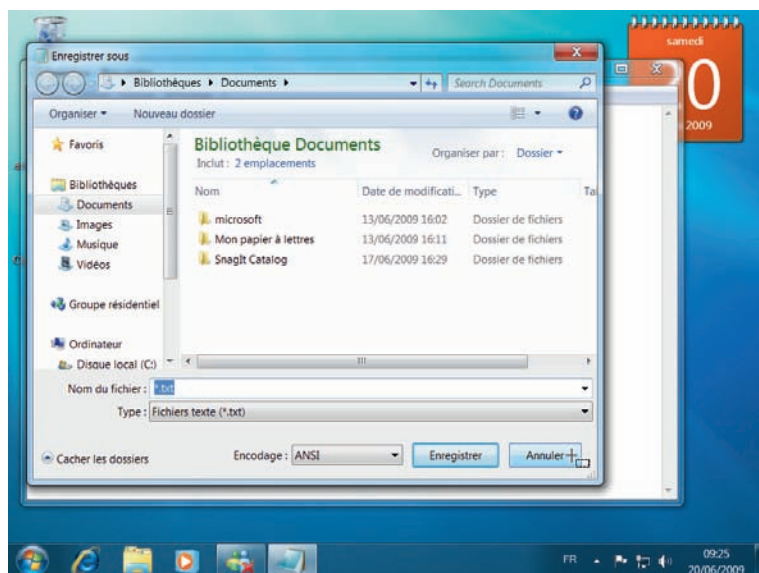 samedi
Enregistrer sous
Bibliothèques Documents
Search Documents
0
2009
Organiser Nouveau dossier
Favoris
Bibliothèques
Documents
Images
Musique
Vidéos
Groupe résidentiel
Ordinateur
Disque local (C:)
Bibliothèque Documents
Inclut : 2 emplacements
Organiser par : Dossier
Nom Date de modificati... Type
microsoft 13/06/2009 16:02 Dossier de fichiers
Mon papier à lettres 13/06/2009 16:11 Dossier de fichiers
SnagIt Catalog 17/06/2009 16:29 Dossier de fichiers
Nom du fichier : *.txt
Type : Fichiers texte (*.txt)
Cacher les dossiers
Encodage : ANSI
Enregistrer
Annuler
FR
09:25
20/06/2009